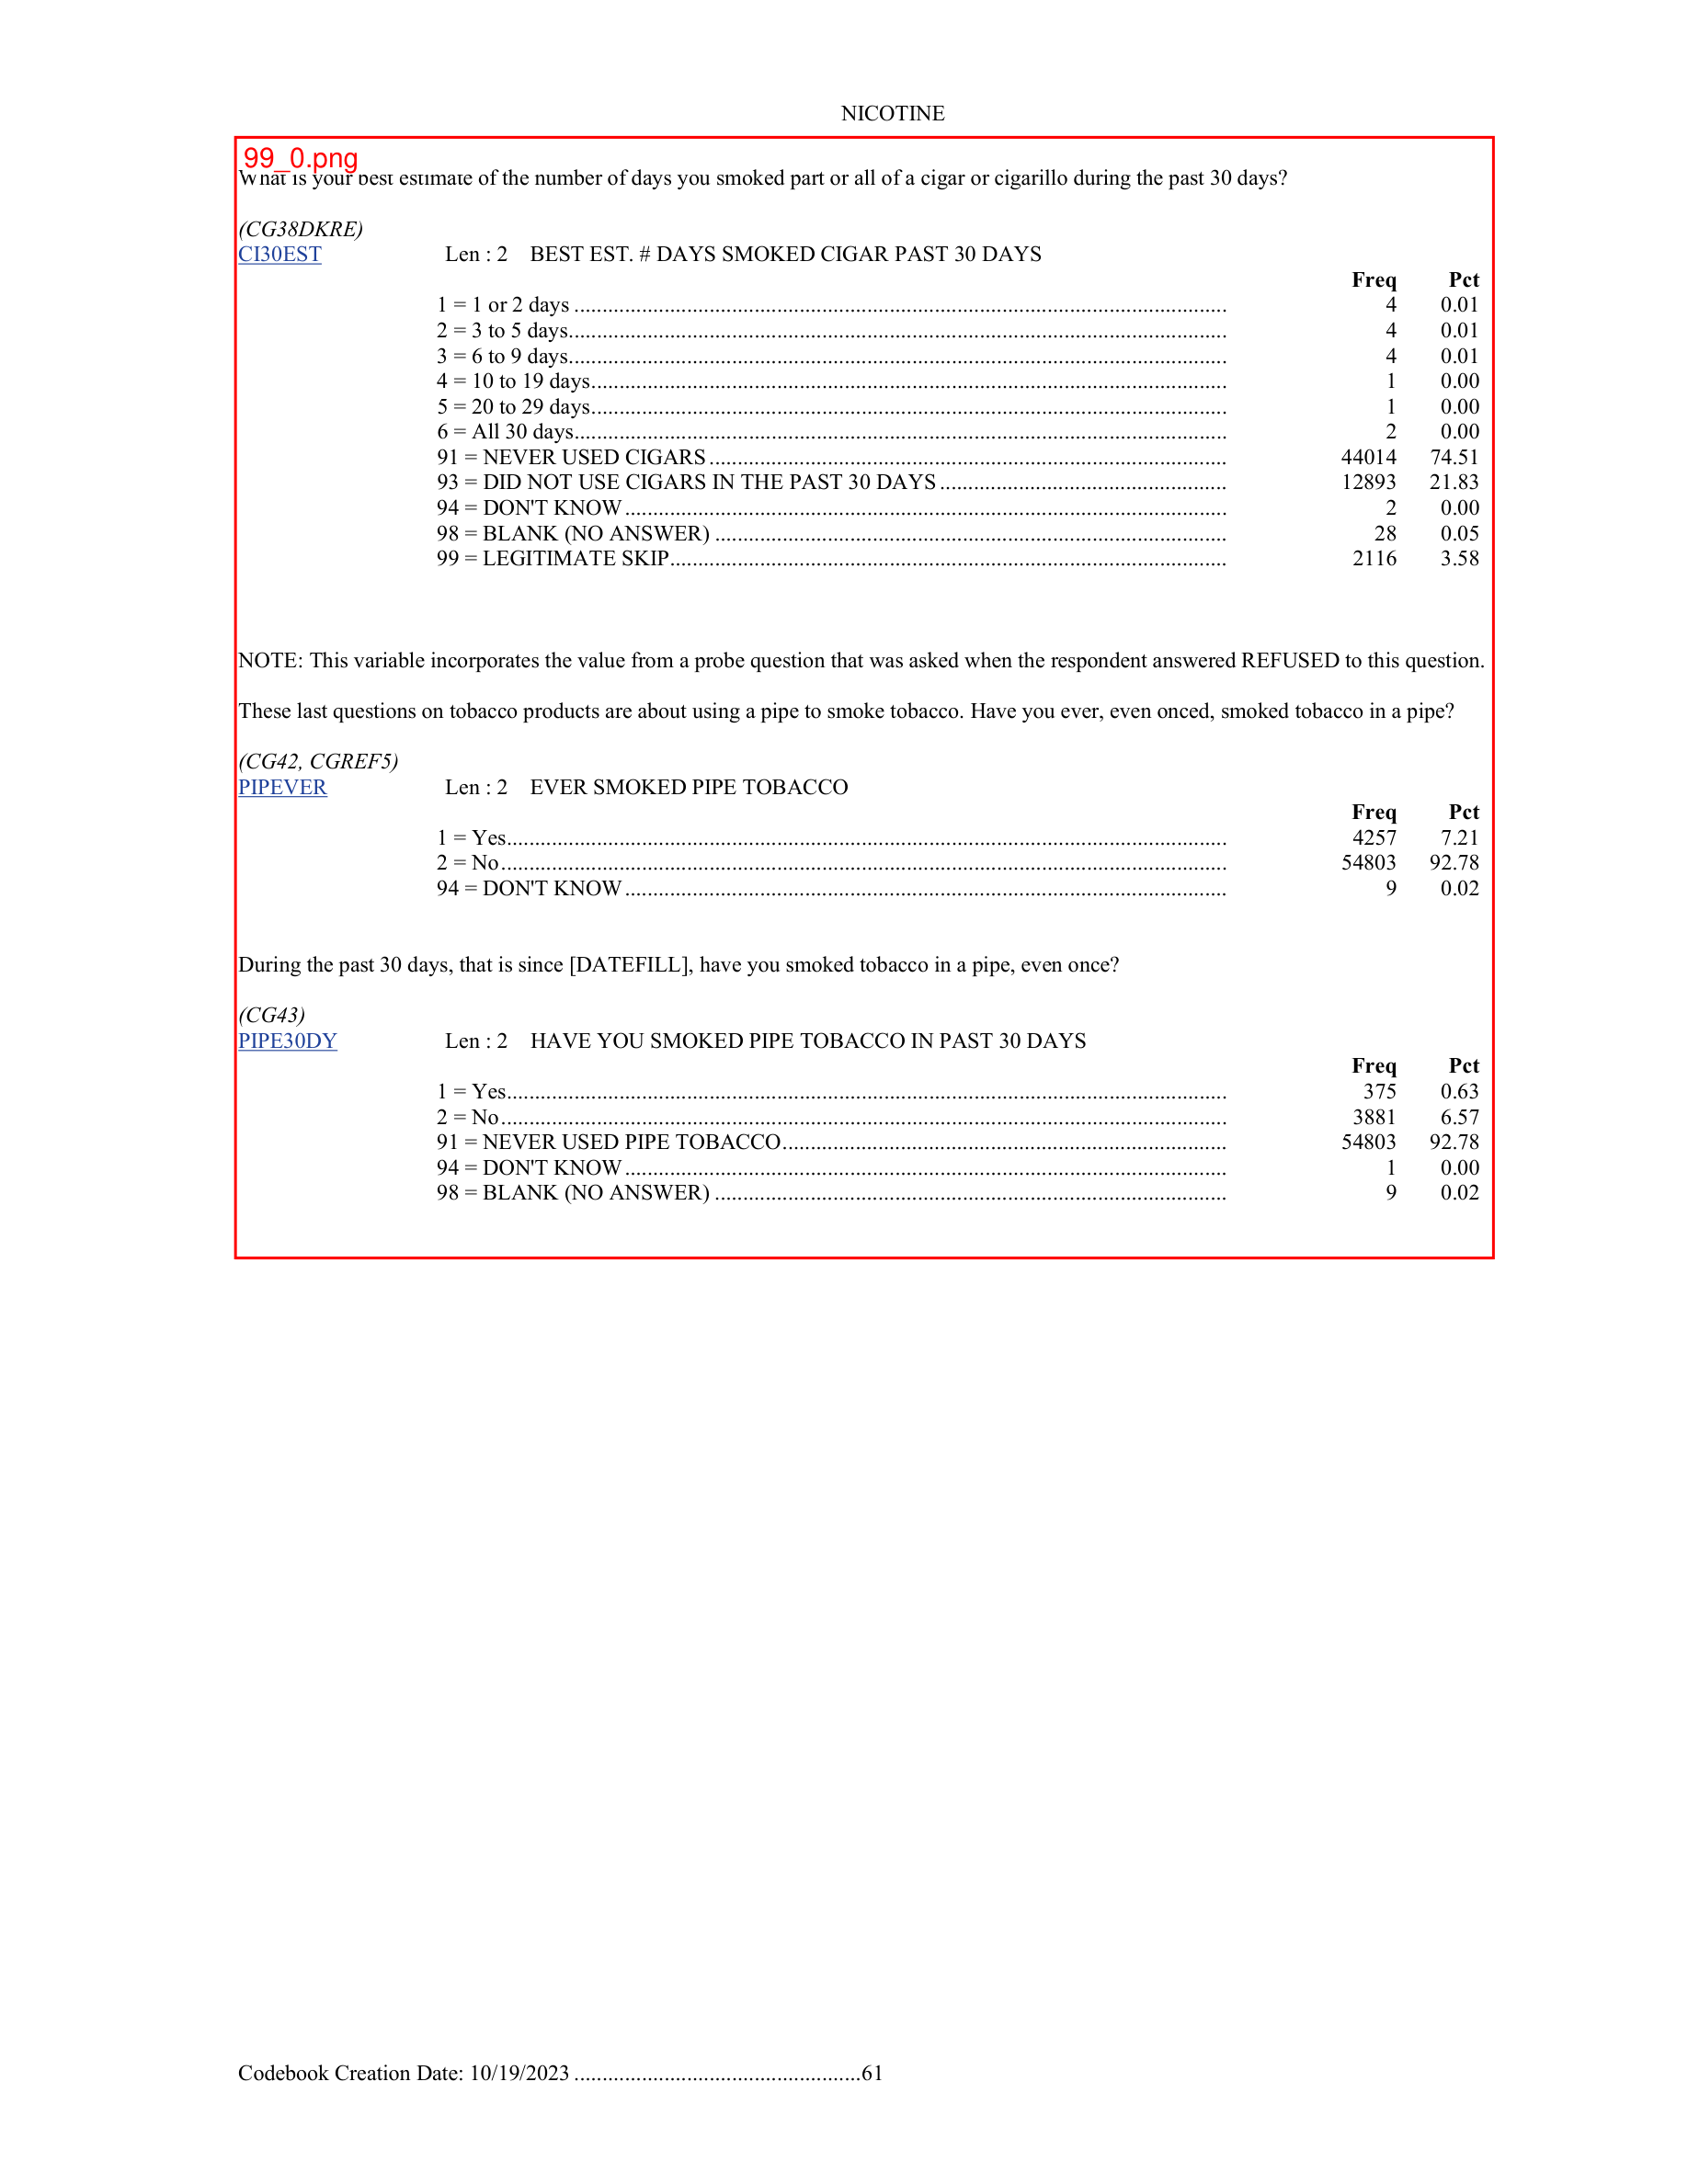 NICOTINE
99_0.png
What is your best estimate of the number of days you smoked part or all of a cigar or cigarillo during the past 30 days?
(CG38DKRE)
CI30EST Len : 2 BEST EST. # DAYS SMOKED CIGAR PAST 30 DAYS
Freq Pct
1 = 1 or 2 days .................... 4 0.01
2 = 3 to 5 days.................... 4 0.01
3 = 6 to 9 days.................... 4 0.01
4 = 10 to 19 days.................... 1 0.00
5 = 20 to 29 days.................... 1 0.00
6 = All 30 days.................... 2 0.00
91 = NEVER USED CIGARS .................... 44014 74.51
93 = DID NOT USE CIGARS IN THE PAST 30 DAYS .................... 12893 21.83
94 = DON'T KNOW .................... 2 0.00
98 = BLANK (NO ANSWER) .................... 28 0.05
99 = LEGITIMATE SKIP.................... 2116 3.58
NOTE: This variable incorporates the value from a probe question that was asked when the respondent answered REFUSED to this question.
These last questions on tobacco products are about using a pipe to smoke tobacco. Have you ever, even onced, smoked tobacco in a pipe?
(CG42, CGREF5)
PIPEVER Len : 2 EVER SMOKED PIPE TOBACCO
Freq Pct
1 = Yes.................... 4257 7.21
2 = No.................... 54803 92.78
94 = DON'T KNOW .................... 9 0.02
During the past 30 days, that is since [DATEFILL], have you smoked tobacco in a pipe, even once?
(CG43)
PIPE30DY Len : 2 HAVE YOU SMOKED PIPE TOBACCO IN PAST 30 DAYS
Freq Pct
1 = Yes.................... 375 0.63
2 = No.................... 3881 6.57
91 = NEVER USED PIPE TOBACCO.................... 54803 92.78
94 = DON'T KNOW .................... 1 0.00
98 = BLANK (NO ANSWER) .................... 9 0.02
Codebook Creation Date: 10/19/2023 ....................61